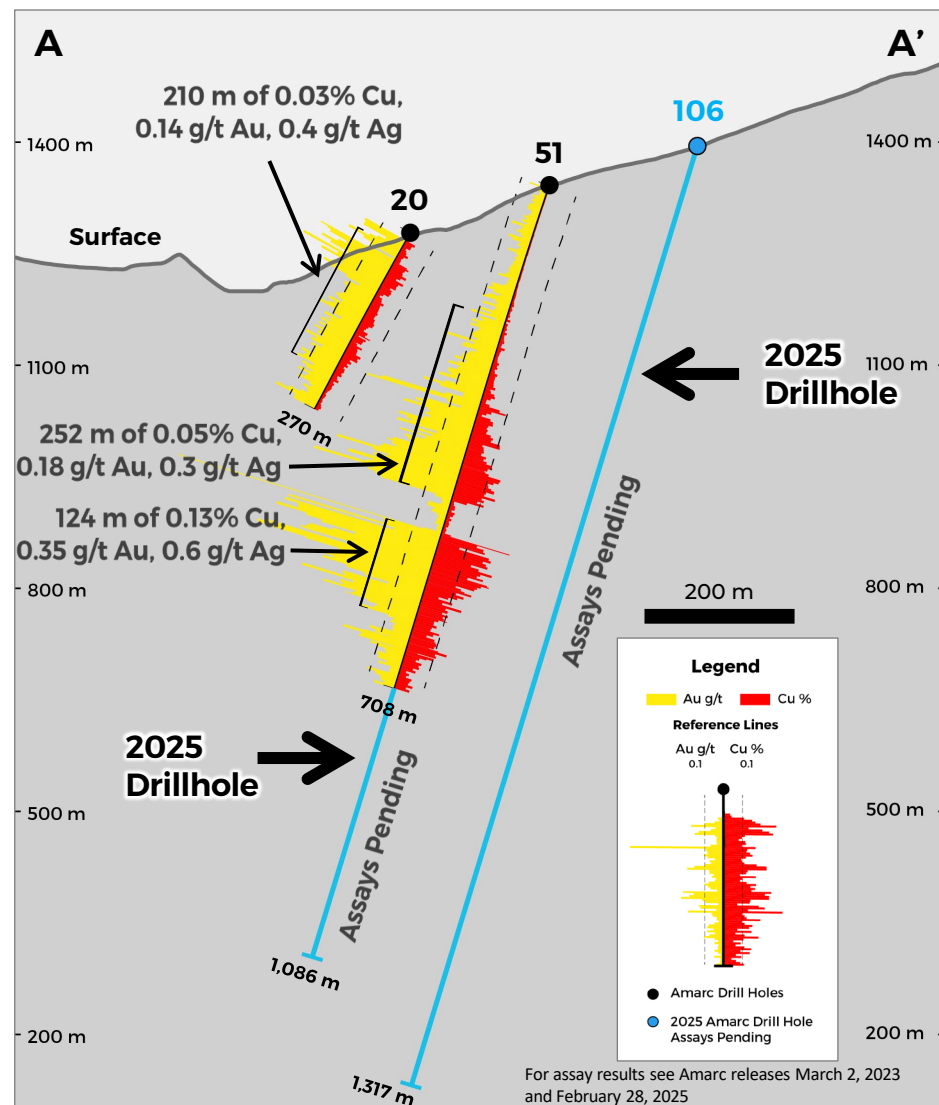 A
A'
210 m of 0.03% Cu,
0.14 g/t Au, 0.4 g/t Ag
106
1400 m
1400 m
51
20
Surface
1100 m
1100 m
2025
Drillhole
270 m
252 m of 0.05% Cu,
0.18 g/t Au, 0.3 g/t Ag
124 m of 0.13% Cu,
0.35 g/t Au, 0.6 g/t Ag
800 m
800 m
200 m
Assays Pending
708 m
2025
Drillhole
Assays Pending
Legend
Au g/t
Cu %
Reference Lines
Au g/t
Cu %
0.1
0.1
500 m
500 m
1,086 m
Amarc Drill Holes
2025 Amarc Drill Hole
Assays Pending
200 m
200 m
1,317 m
For assay results see Amarc releases March 2, 2023
and February 28, 2025